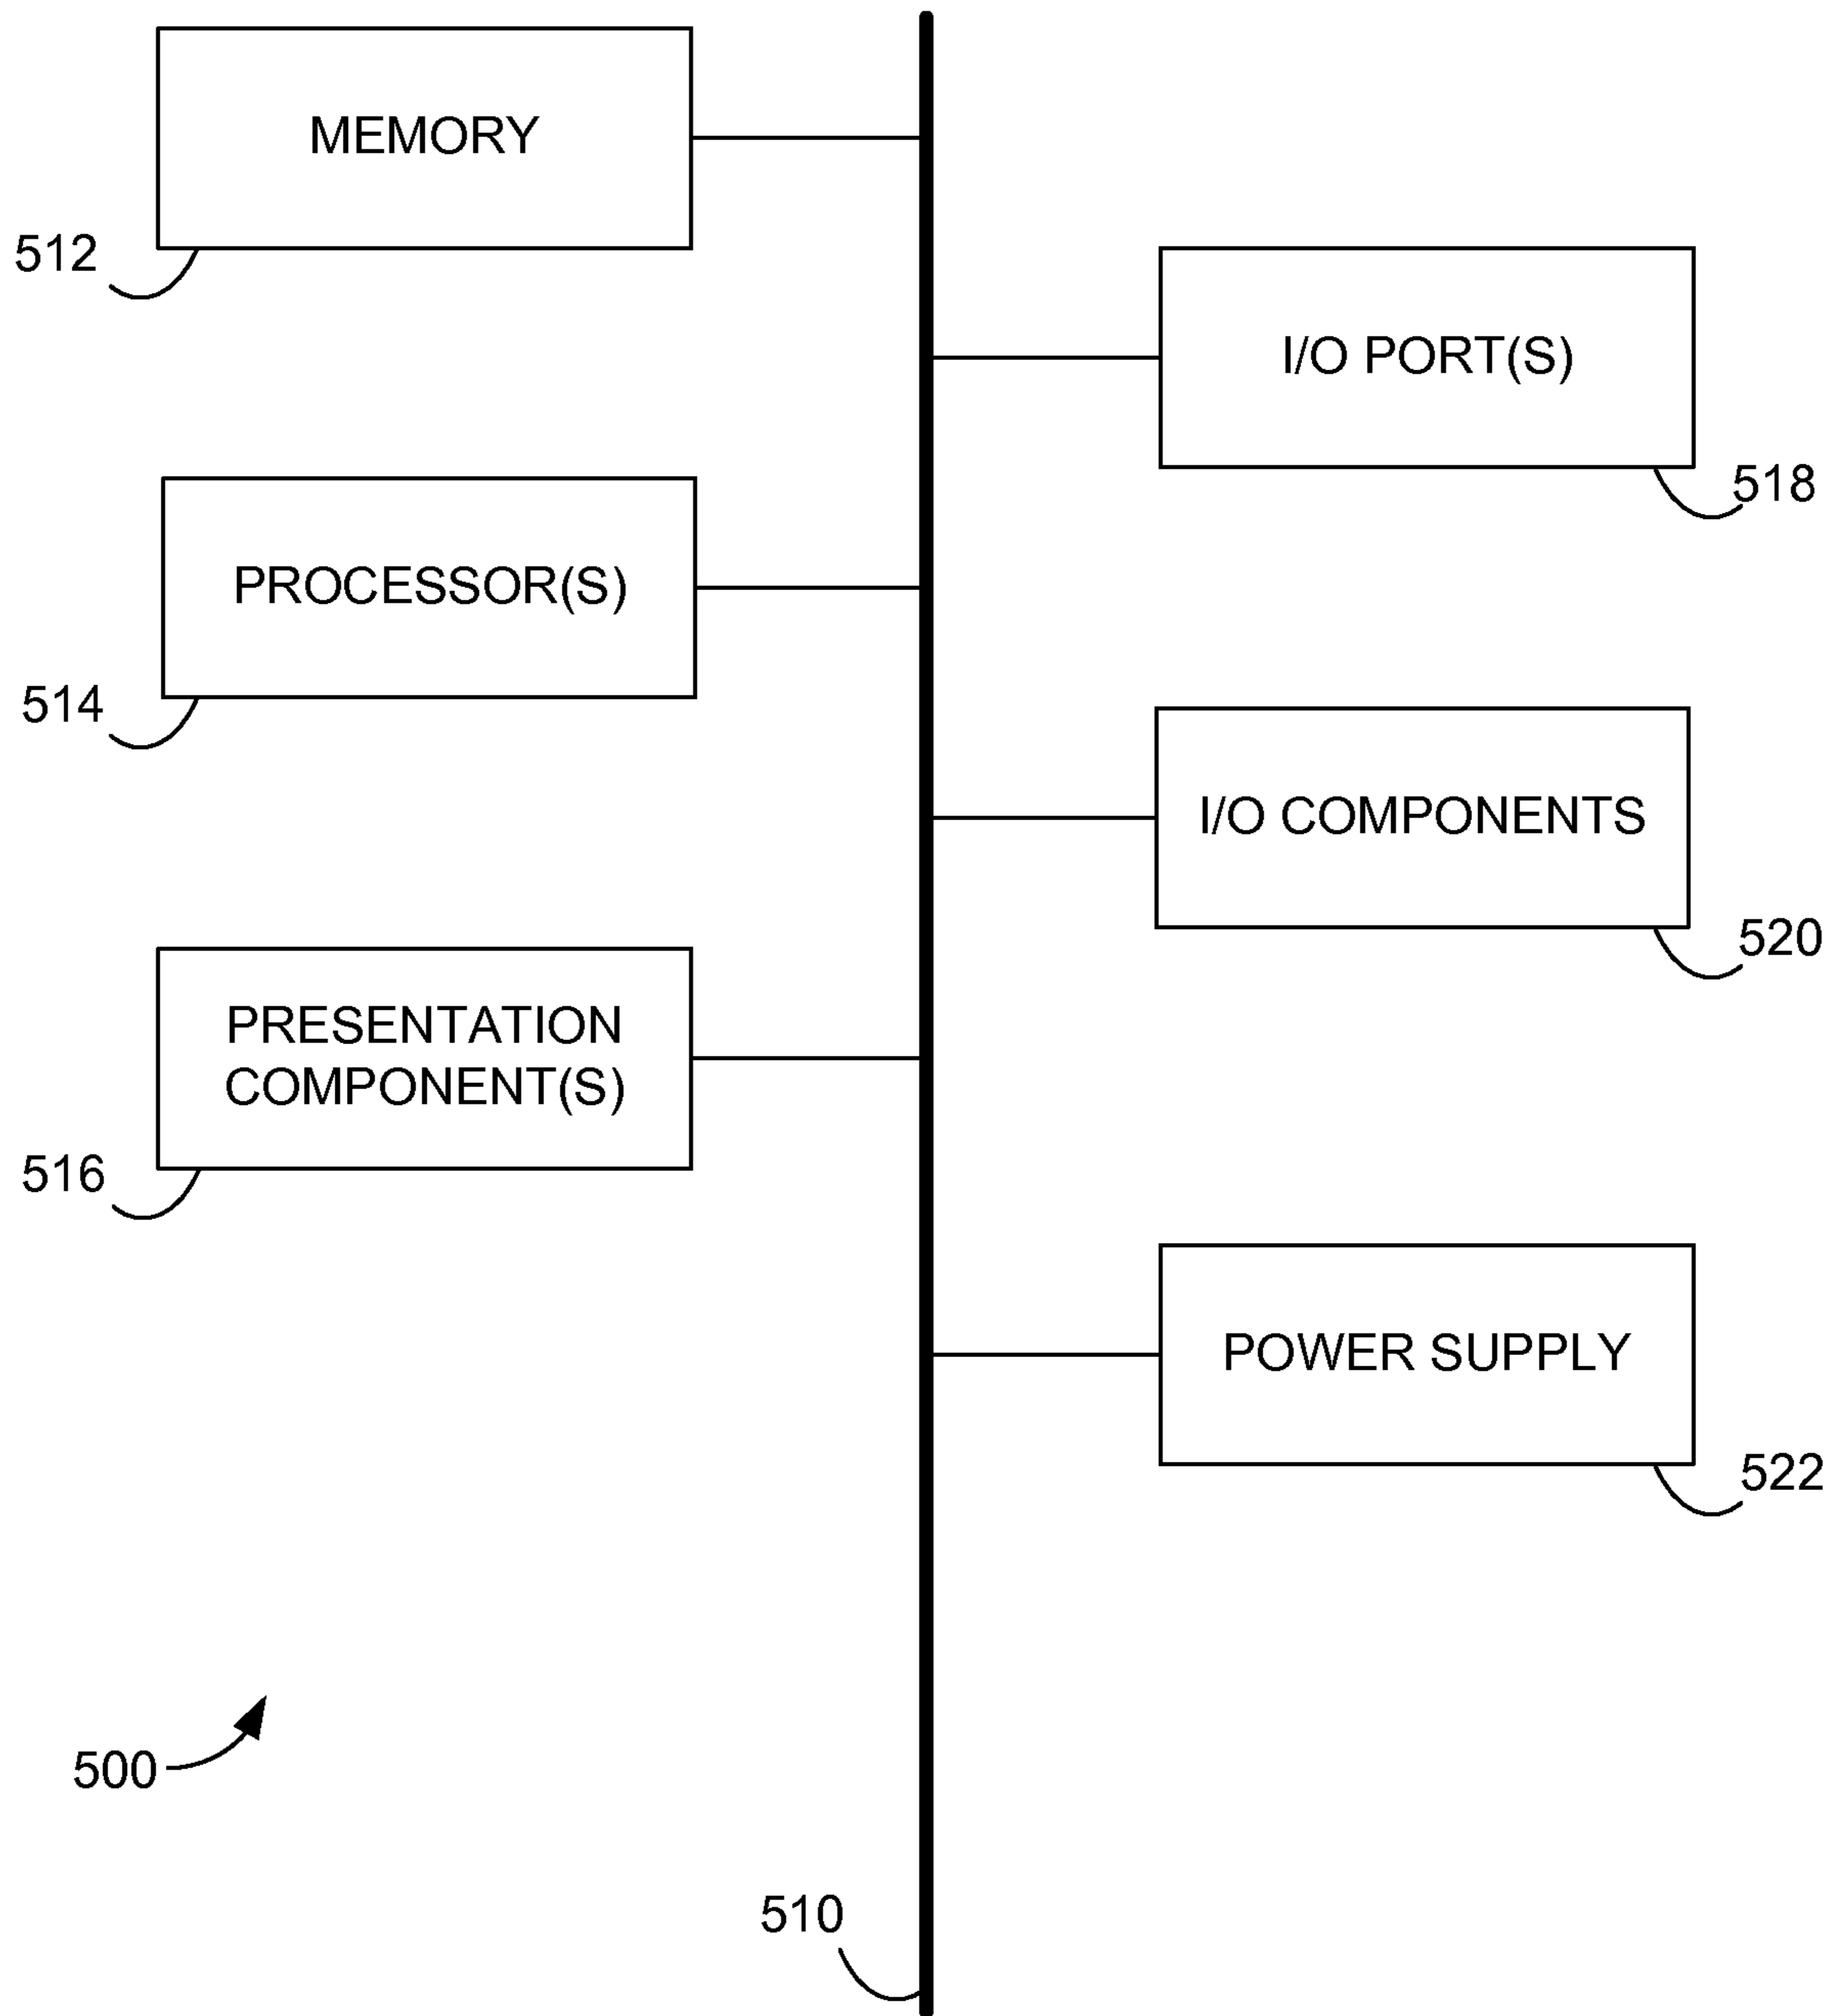 MEMORY
512
I/O PORT(S)
518
PROCESSOR(S)
514
I/O COMPONENTS
520
PRESENTATION
COMPONENT(S)
516
POWER SUPPLY
522
500
510